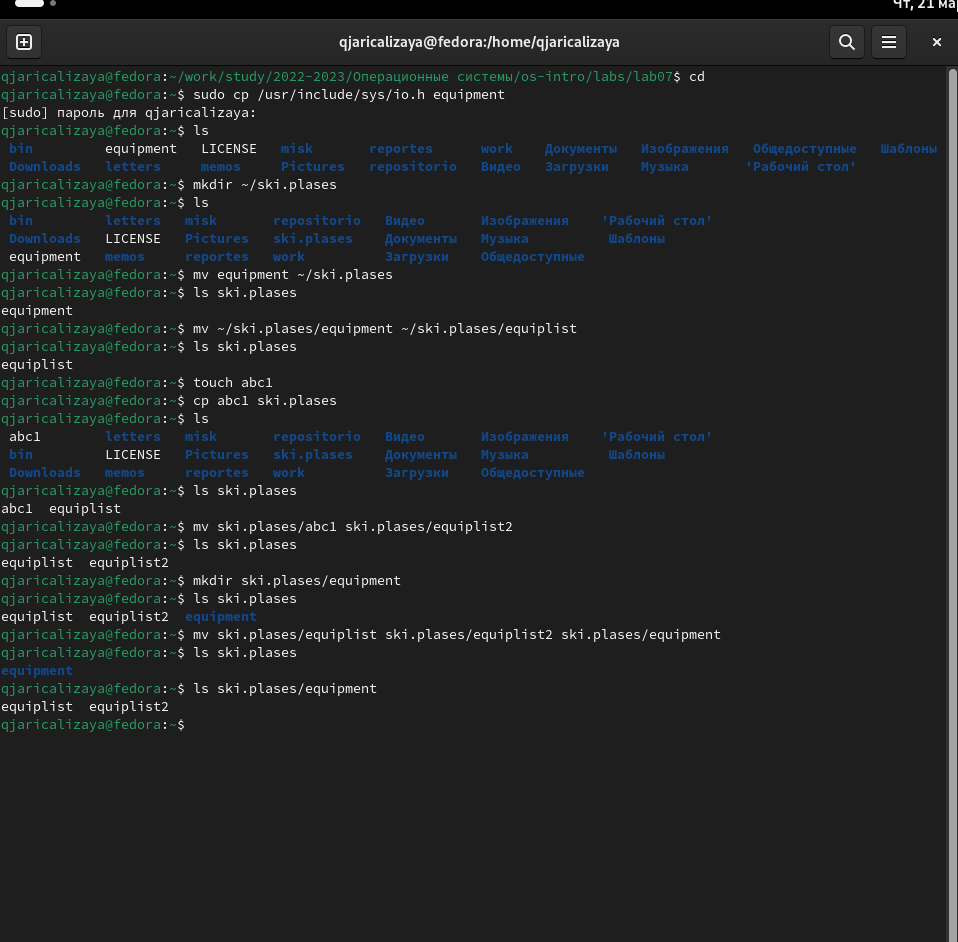 Чт, 21 мар
qjaricalizaya@fedora:/home/qjaricalizaya
qjaricalizaya@fedora:~/work/study/2022-2023/Операционные системы/os-intro/labs/lab07$ cd
qjaricalizaya@fedora:~$ sudo cp /usr/include/sys/io.h equipment
[sudo] пароль для qjaricalizaya:
qjaricalizaya@fedora:~$ ls
bin equipment LICENSE misk reportes work Документы Изображения Общедоступные Шаблоны
Downloads letters memos Pictures repositorio Видео Загрузки Музыка 'Рабочий стол'
qjaricalizaya@fedora:~$ mkdir ~/ski.plases
qjaricalizaya@fedora:~$ ls
bin letters misk repositorio Видео Изображения 'Рабочий стол'
Downloads LICENSE Pictures ski.plases Документы Музыка Шаблоны
equipment memos reportes work Загрузки Общедоступные
qjaricalizaya@fedora:~$ mv equipment ~/ski.plases
qjaricalizaya@fedora:~$ ls ski.plases
equipment
qjaricalizaya@fedora:~$ mv ~/ski.plases/equipment ~/ski.plases/equiplist
qjaricalizaya@fedora:~$ ls ski.plases
equiplist
qjaricalizaya@fedora:~$ touch abc1
qjaricalizaya@fedora:~$ cp abc1 ski.plases
qjaricalizaya@fedora:~$ ls
abc1 letters misk repositorio Видео Изображения 'Рабочий стол'
bin LICENSE Pictures ski.plases Документы Музыка Шаблоны
Downloads memos reportes work Загрузки Общедоступные
qjaricalizaya@fedora:~$ ls ski.plases
abc1 equiplist
qjaricalizaya@fedora:~$ mv ski.plases/abc1 ski.plases/equiplist2
qjaricalizaya@fedora:~$ ls ski.plases
equiplist equiplist2
qjaricalizaya@fedora:~$ mkdir ski.plases/equipment
qjaricalizaya@fedora:~$ ls ski.plases
equiplist equiplist2 equipment
qjaricalizaya@fedora:~$ mv ski.plases/equiplist ski.plases/equiplist2 ski.plases/equipment
qjaricalizaya@fedora:~$ ls ski.plases
equipment
qjaricalizaya@fedora:~$ ls ski.plases/equipment
equiplist equiplist2
qjaricalizaya@fedora:~$